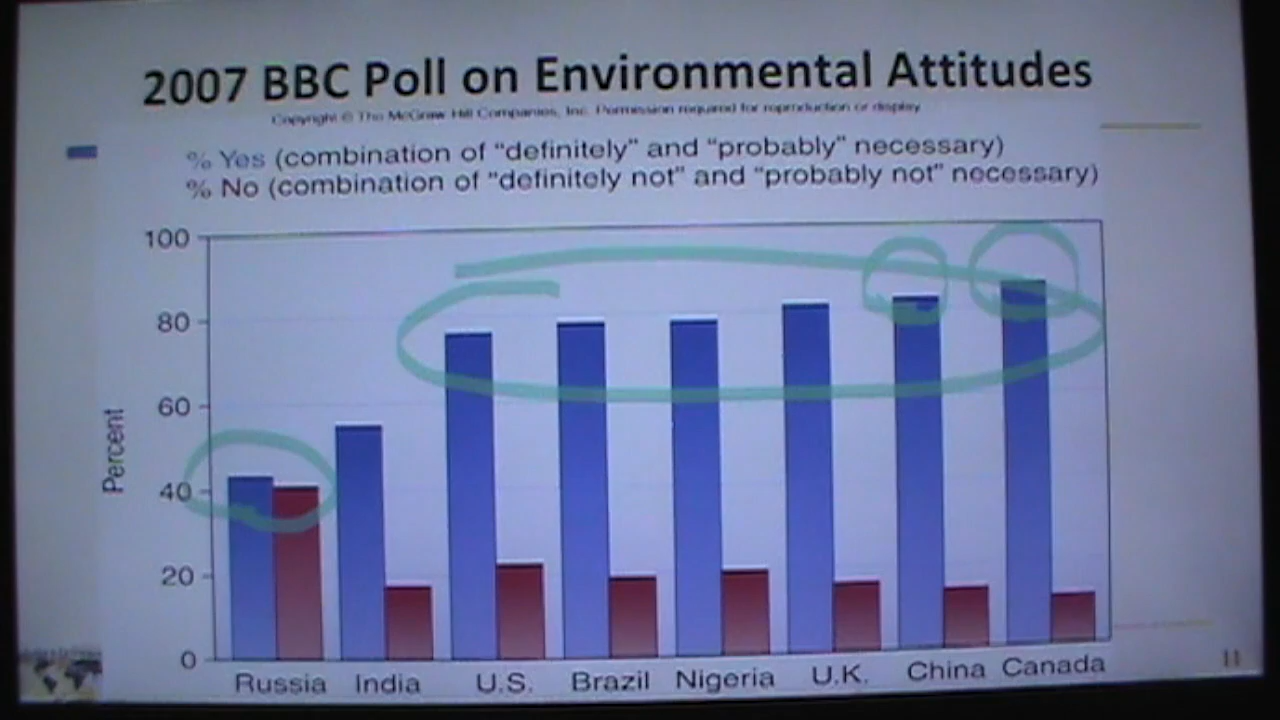 2007 BBC Poll on Environmental Attitudes
Copyright © The McGraw Hill Companies, Inc. Permission required for reproduction or display
% Yes (combination of “definitely” and “probably” necessary)
% No (combination of “definitely not” and “probably not” necessary)
100
80
60
40
20
0
Percent
Russia India U.S. Brazil Nigeria U.K. China Canada
11